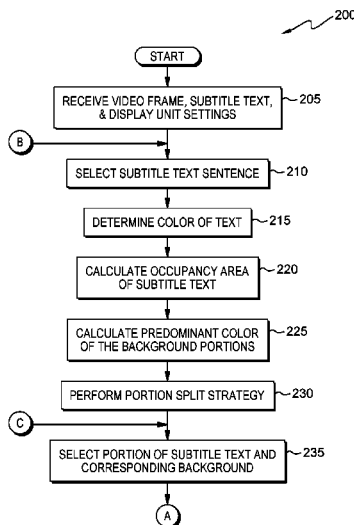 200
START
RECEIVE VIDEO FRAME, SUBTITLE TEXT,
& DISPLAY UNIT SETTINGS
205
B
SELECT SUBTITLE TEXT SENTENCE
210
DETERMINE COLOR OF TEXT
215
CALCULATE OCCUPANCY AREA
OF SUBTITLE TEXT
220
CALCULATE PREDOMINANT COLOR
OF THE BACKGROUND PORTIONS
225
PERFORM PORTION SPLIT STRATEGY
230
C
SELECT PORTION OF SUBTITLE TEXT AND
CORRESPONDING BACKGROUND
235
A